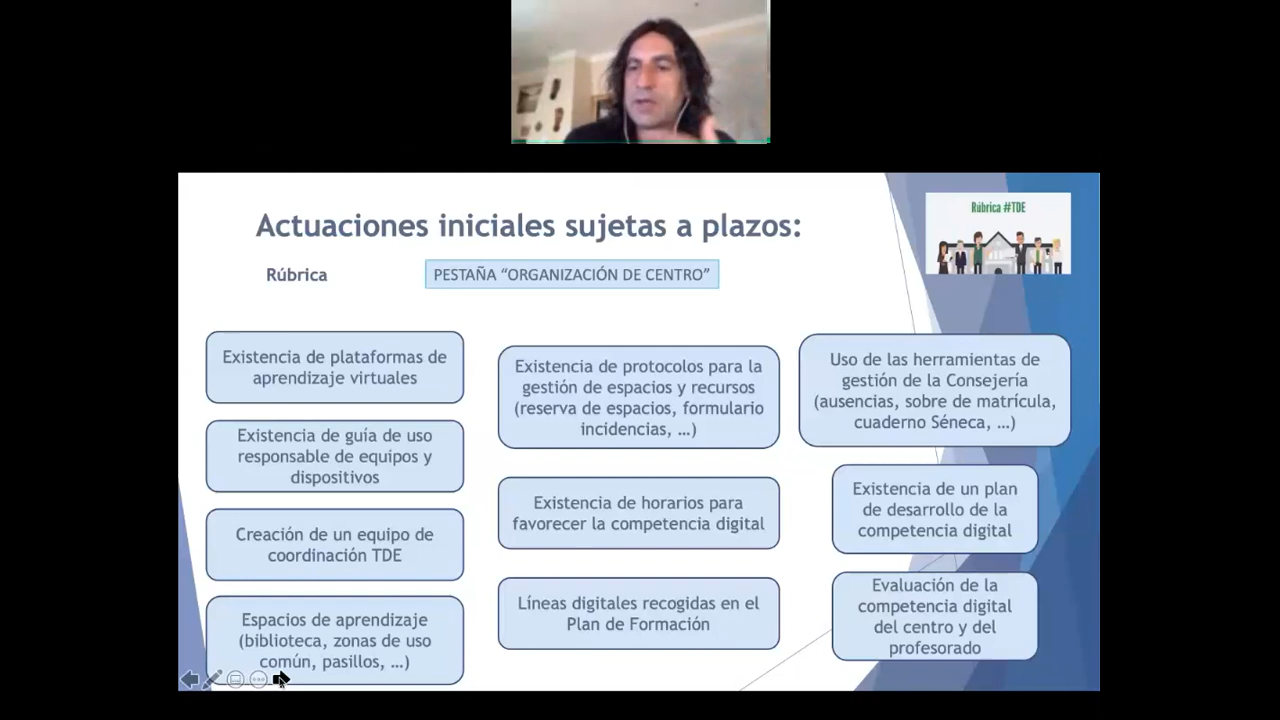 Actuaciones iniciales sujetas a plazos:
Rúbrica #TDE
Rúbrica
PESTAÑA “ORGANIZACIÓN DE CENTRO”
Existencia de plataformas de
aprendizaje virtuales
Existencia de guía de uso
responsable de equipos y
dispositivos
Creación de un equipo de
coordinación TDE
Espacios de aprendizaje
(biblioteca, zonas de uso
común, pasillos, …)
Existencia de protocolos para la
gestión de espacios y recursos
(reserva de espacios, formulario
incidencias, …)
Existencia de horarios para
favorecer la competencia digital
Líneas digitales recogidas en el
Plan de Formación
Uso de las herramientas de
gestión de la Consejería
(ausencias, sobre de matrícula,
cuaderno Séneca, …)
Existencia de un plan
de desarrollo de la
competencia digital
Evaluación de la
competencia digital
del centro y del
profesorado